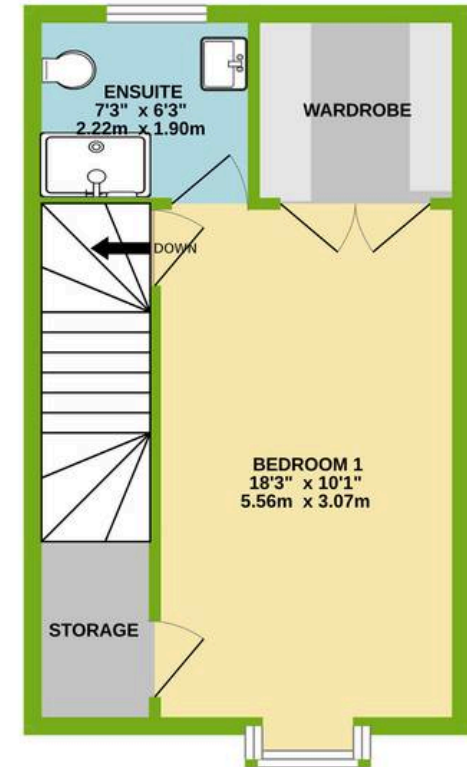 ENSUITE
7'3" x 6'3"
2.22m x 1.90m
WARDROBE
DOWN
BEDROOM 1
18'3" x 10'1"
5.56m x 3.07m
STORAGE